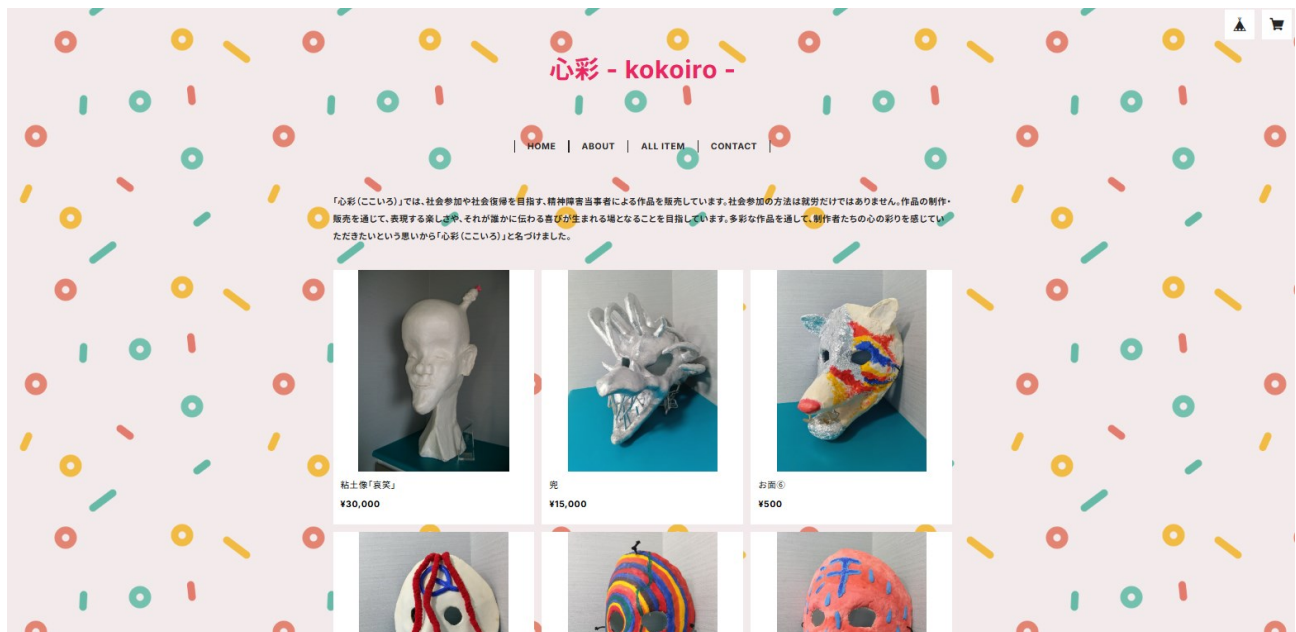 心彩 - kokoiro -
HOME
ABOUT
ALL ITEM
CONTACT
「心彩（ここいろ）」では、社会参加や社会復帰を目指す、精神障害当事者による作品を販売しています。社会参加の方法は就労だけではありません。作品の制作・
販売を通じて、表現する楽しさや、それが誰かに伝わる喜びが生まれる場となることを目指しています。多彩な作品を通して、制作者たちの心の彩りを感じてい
ただきたいという思いから「心彩（ここいろ）」と名づけました。
粘土像「哀笑」
¥30,000
兜
¥15,000
お面⑥
¥500